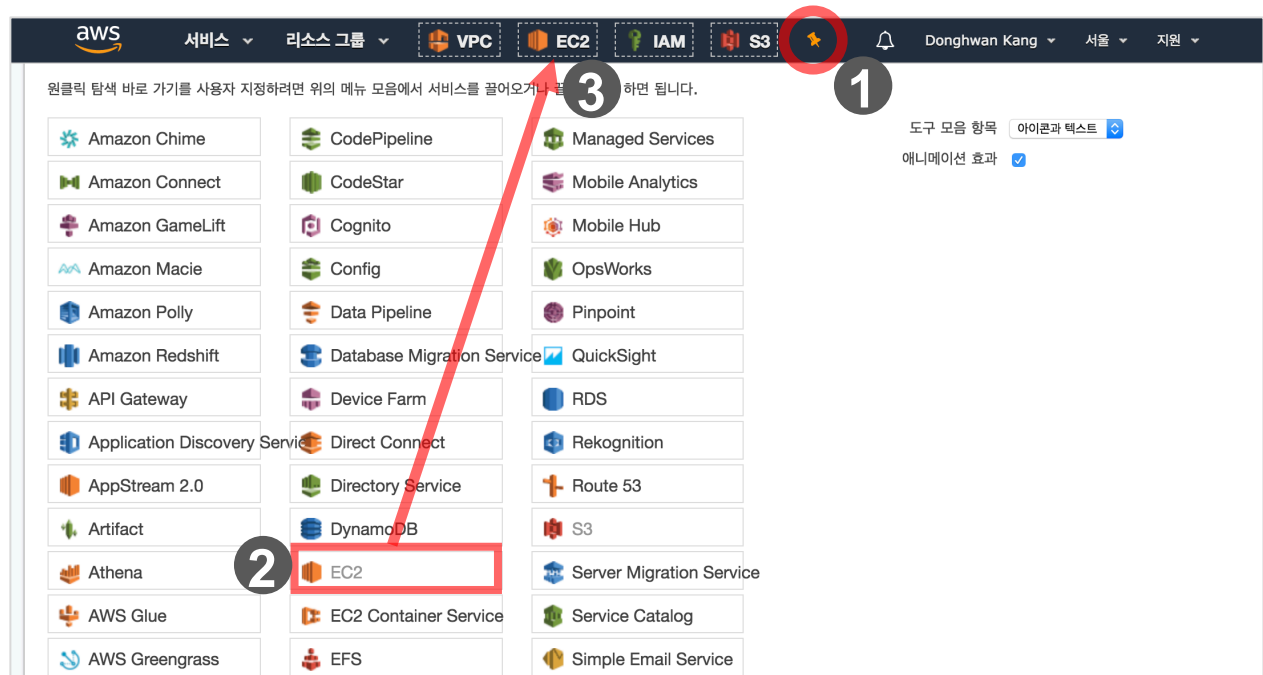 aws 서비스 리소스 그룹 VPC EC2 IAM S3 Donghwan Kang 서울 지원
1
3
원클릭 탐색 바로 가기를 사용자 지정하려면 위의 메뉴 모음에서 서비스를 끌어오거나 하면 됩니다.
도구 모음 항목 아이콘과 텍스트
애니메이션 효과
Amazon Chime CodePipeline Managed Services
Amazon Connect CodeStar Mobile Analytics
Amazon GameLift Cognito Mobile Hub
Amazon Macie Config OpsWorks
Amazon Polly Data Pipeline Pinpoint
Amazon Redshift Database Migration Service QuickSight
API Gateway Device Farm RDS
Application Discovery Direct Connect Rekognition
AppStream 2.0 Directory Service Route 53
Artifact DynamoDB S3
2
Athena EC2 Server Migration Service
AWS Glue EC2 Container Service Service Catalog
AWS Greengrass EFS Simple Email Service